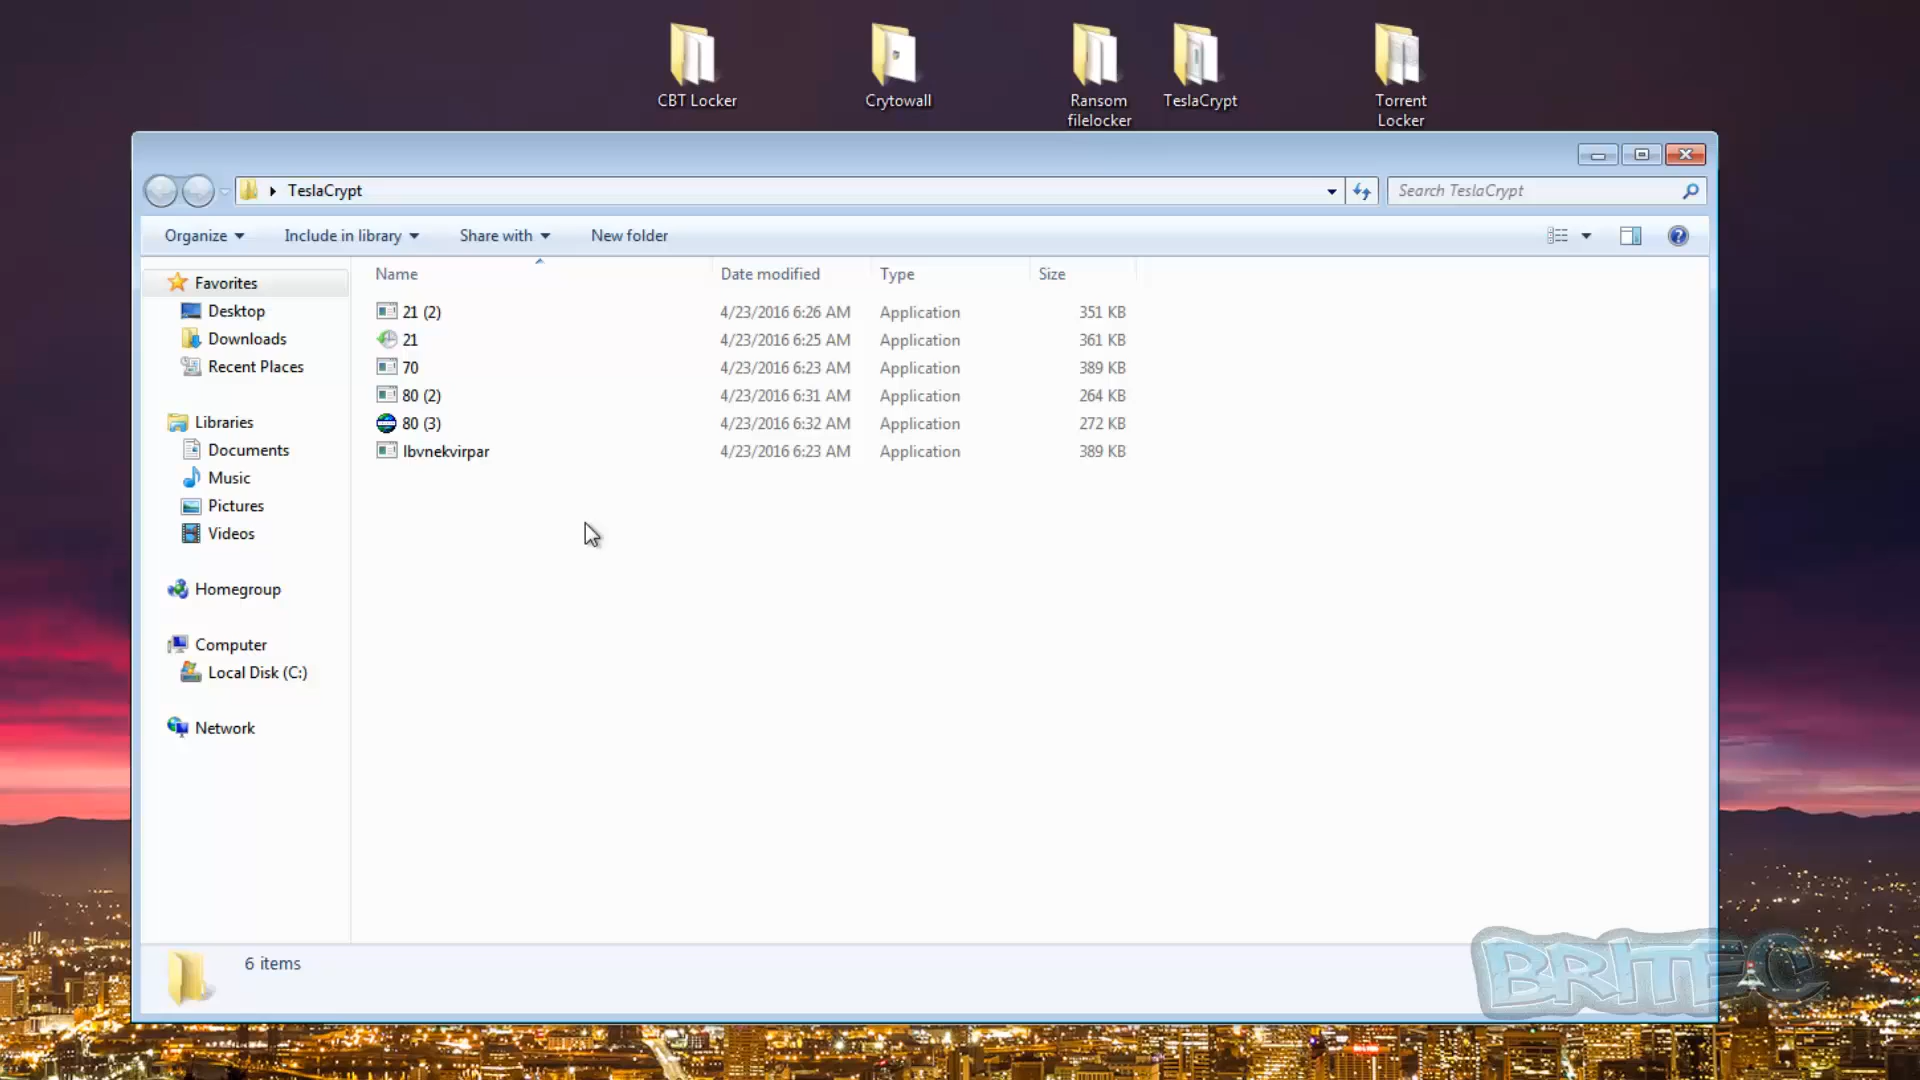 CBT Locker
Crytowall
Ransom
filelocker
TeslaCrypt
Torrent
Locker
TeslaCrypt
Search TeslaCrypt
Organize
Include in library
Share with
New folder
Name
Date modified
Type
Size
Favorites
Desktop
Downloads
Recent Places
Libraries
Documents
Music
Pictures
Videos
Homegroup
Computer
Local Disk (C:)
Network
21 (2) 4/23/2016 6:26 AM Application 351 KB
21 4/23/2016 6:25 AM Application 361 KB
70 4/23/2016 6:23 AM Application 389 KB
80 (2) 4/23/2016 6:31 AM Application 264 KB
80 (3) 4/23/2016 6:32 AM Application 272 KB
lbvnekvirpar 4/23/2016 6:23 AM Application 389 KB
6 items
BRITEC